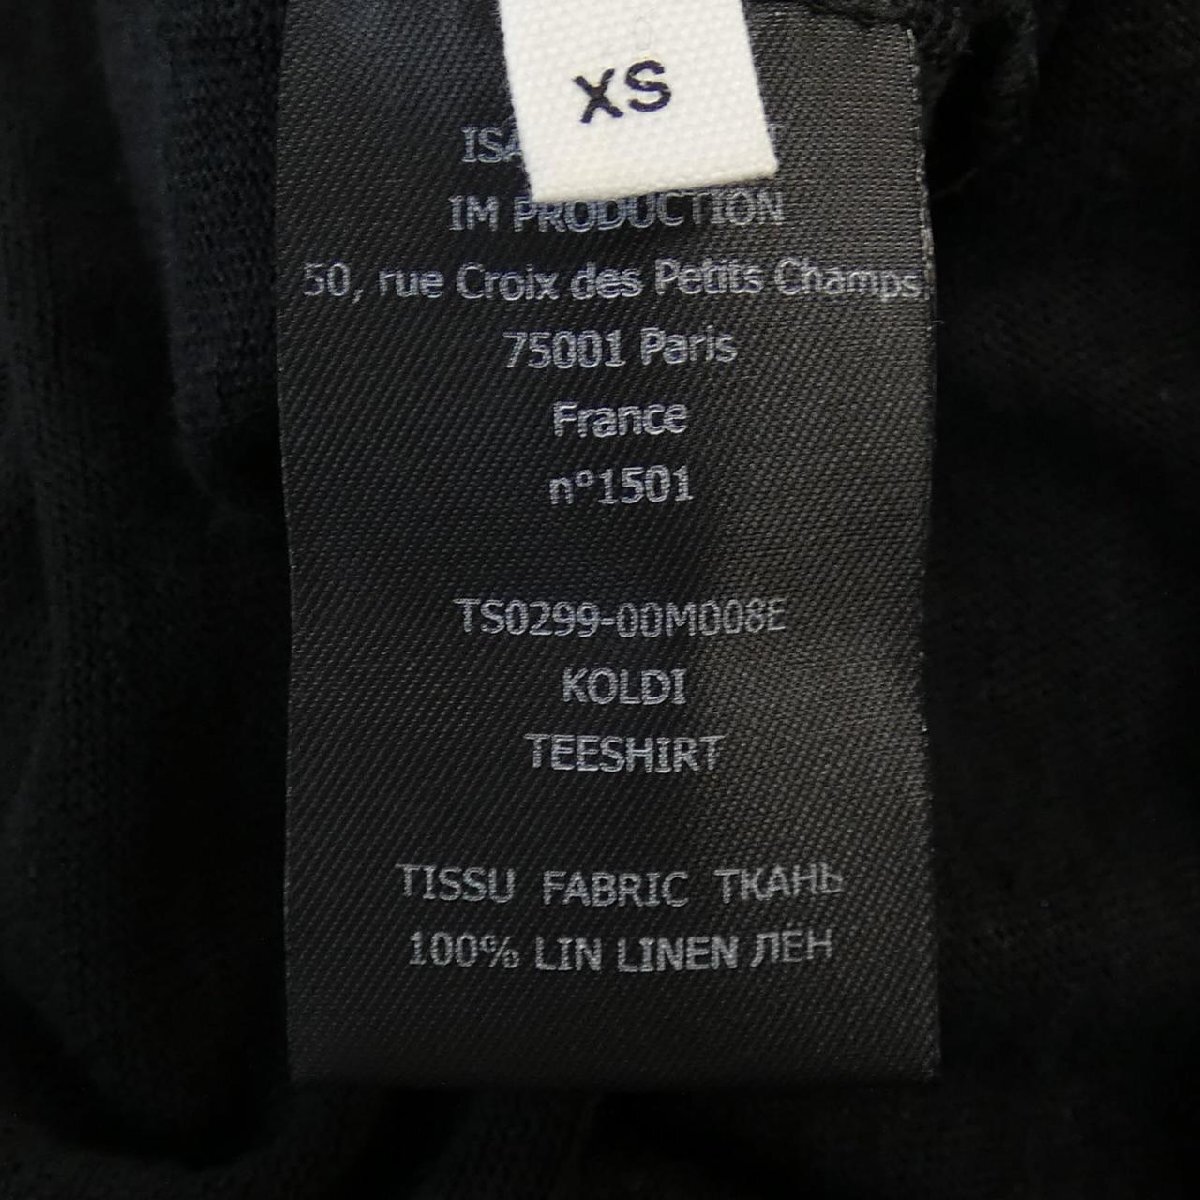 XS
IM PRODUCTION
50, rue Croix des Petits Champs
75001 Paris
France
n°1501
TS0299-00M008E
KOLDI
TEESHIRT
TISSU FABRIC ТКАНЬ
100% LIN LINEN ЛЕН